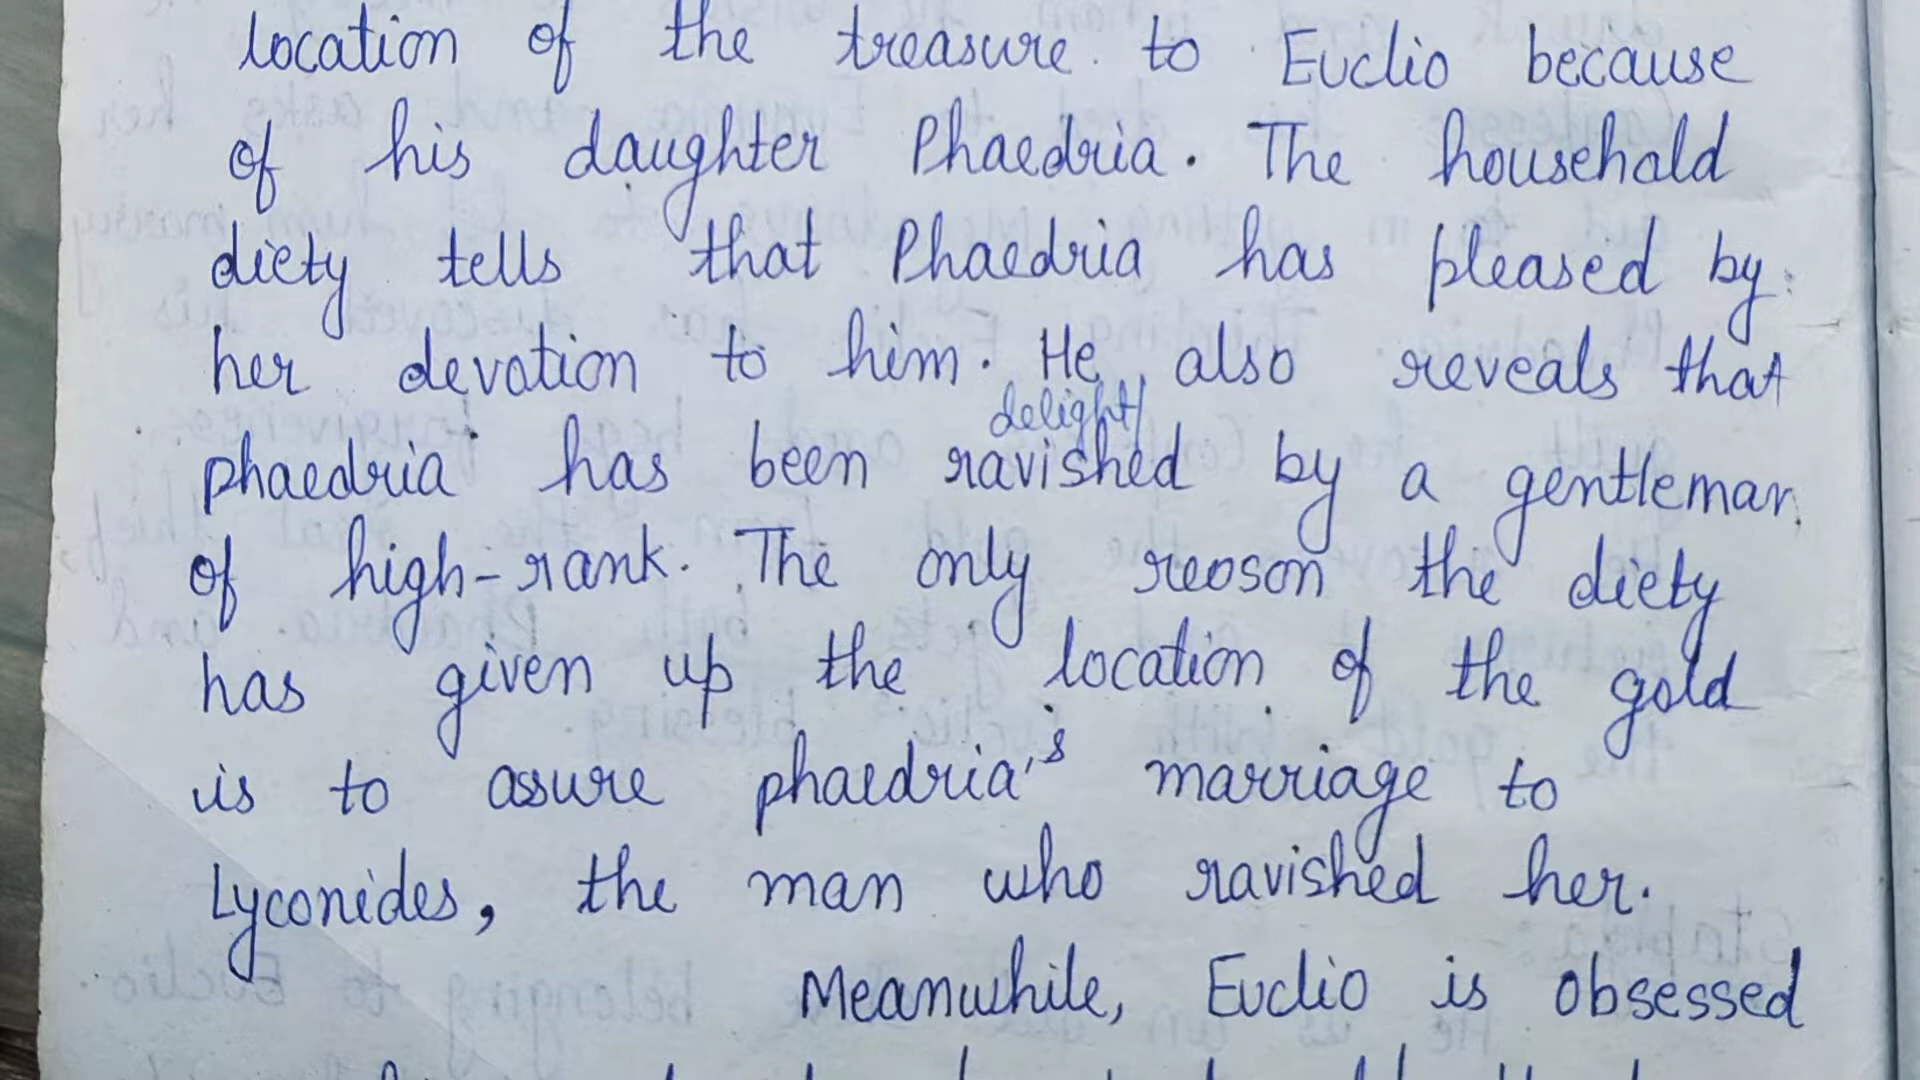 location of the treasure. to Euclio because
of his daughter Phaedria. The household
diety tells that Phaedria has pleased by
her devotion to him. He also reveals that
delight
phaedria has been ravished by a gentleman
of high-rank. The only reoson the diety
has given up the location of the gold
is to assure phaedria's marriage to
Lyconides, the man who ravished her.
Meanwhile, Euclio is obsessed